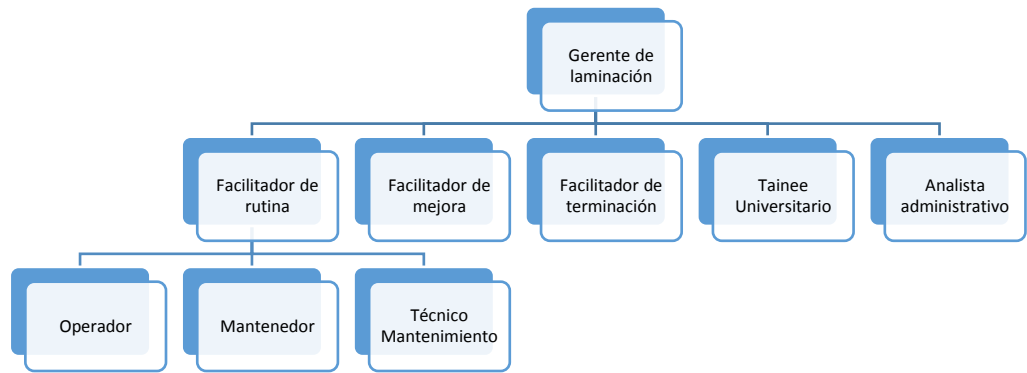 Gerente de
laminación
Facilitador de
rutina
Facilitador de
mejora
Facilitador de
terminación
Tainee
Universitario
Analista
administrativo
Operador
Mantenedor
Técnico
Mantenimiento